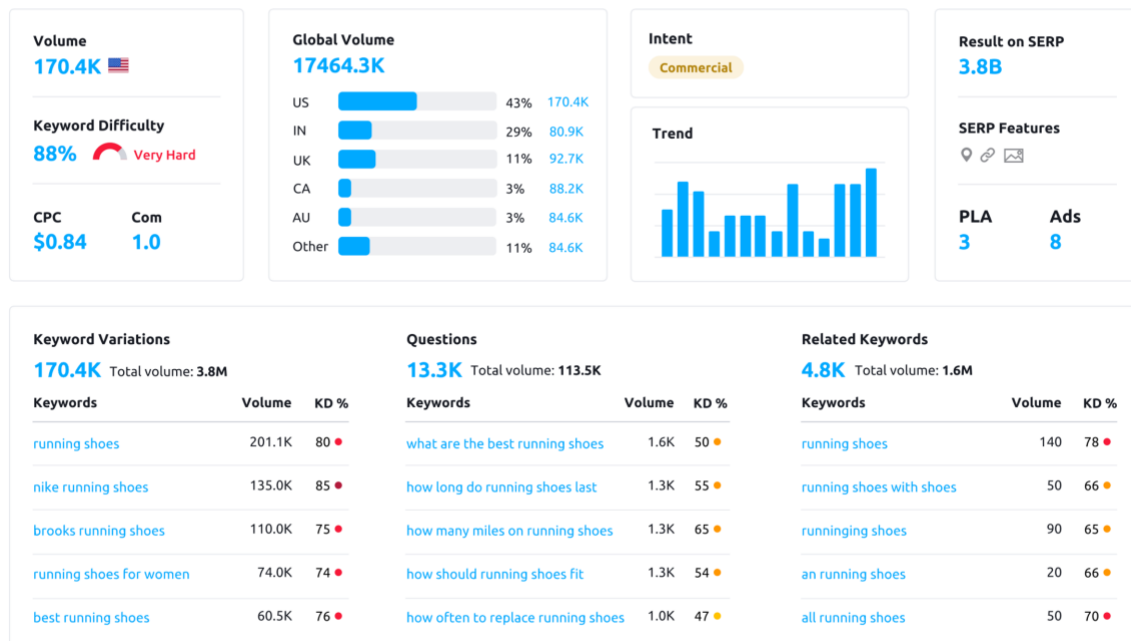 Volume
170.4K
Keyword Difficulty
88% Very Hard
CPC Com
$0.84 1.0
Global Volume
17464.3K
US 43% 170.4K
IN 29% 80.9K
UK 11% 92.7K
CA 3% 88.2K
AU 3% 84.6K
Other 11% 84.6K
Intent
Commercial
Trend
Result on SERP
3.8B
SERP Features
PLA Ads
3 8
Keyword Variations
170.4K Total volume: 3.8M
Keywords Volume KD %
running shoes 201.1K 80
nike running shoes 135.0K 85
brooks running shoes 110.0K 75
running shoes for women 74.0K 74
best running shoes 60.5K 76
Questions
13.3K Total volume: 113.5K
Keywords Volume KD %
what are the best running shoes 1.6K 50
how long do running shoes last 1.3K 55
how many miles on running shoes 1.3K 65
how should running shoes fit 1.3K 54
how often to replace running shoes 1.0K 47
Related Keywords
4.8K Total volume: 1.6M
Keywords Volume KD %
running shoes 140 78
running shoes with shoes 50 66
runninging shoes 90 65
an running shoes 20 66
all running shoes 50 70